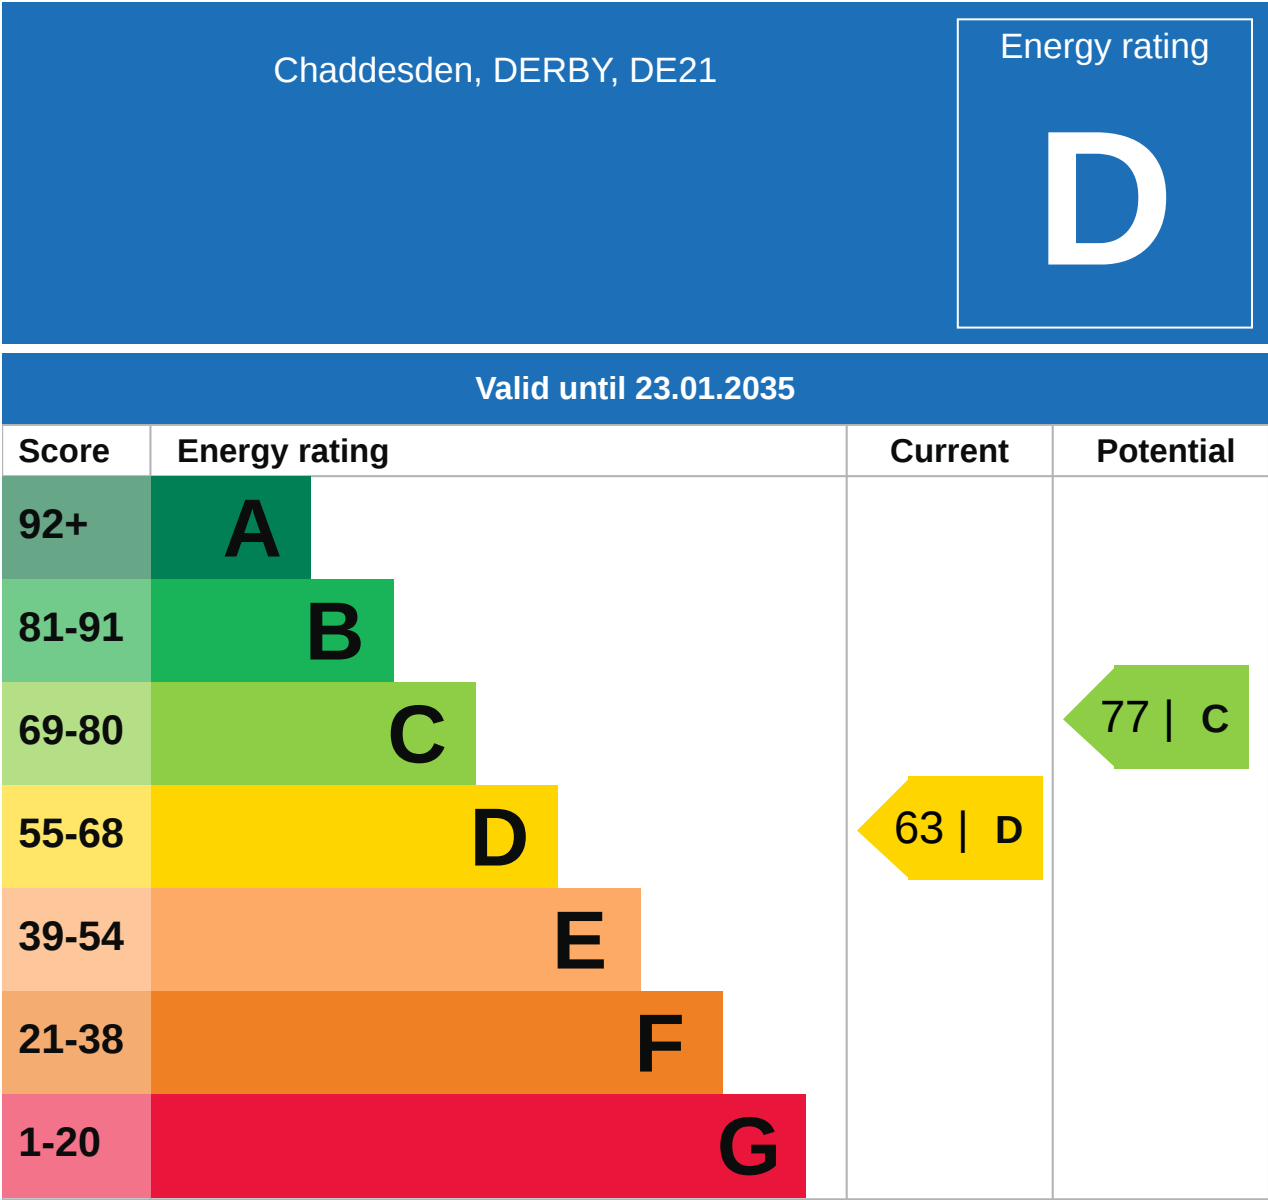 Chaddesden, DERBY, DE21
Energy rating
D
Valid until 23.01.2035
Score Energy rating Current Potential
92+ A
81-91 B
69-80 C
77 | C
55-68 D
63 | D
39-54 E
21-38 F
1-20 G